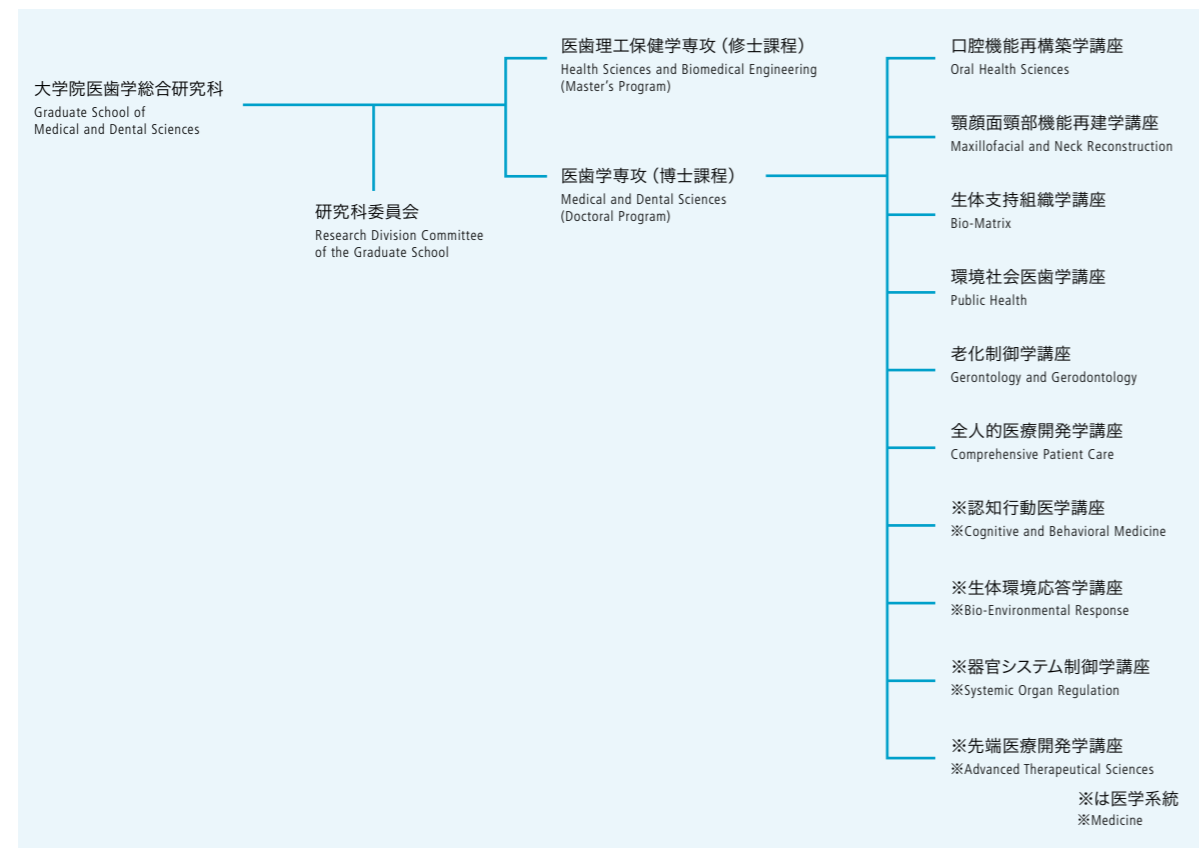 大学院医歯学総合研究科
Graduate School of
Medical and Dental Sciences
研究科委員会
Research Division Committee
of the Graduate School
医歯理工保健学専攻（修士課程）
Health Sciences and Biomedical Engineering
(Master's Program)
医歯学専攻（博士課程）
Medical and Dental Sciences
(Doctoral Program)
口腔機能再構築学講座
Oral Health Sciences
顎顔面頸部機能再建学講座
Maxillofacial and Neck Reconstruction
生体支持組織学講座
Bio-Matrix
環境社会医歯学講座
Public Health
老化制御学講座
Gerontology and Gerodontology
全人的医療開発学講座
Comprehensive Patient Care
※認知行動医学講座
※Cognitive and Behavioral Medicine
※生体環境応答学講座
※Bio-Environmental Response
※器官システム制御学講座
※Systemic Organ Regulation
※先端医療開発学講座
※Advanced Therapeutical Sciences
※は医学系統
※Medicine